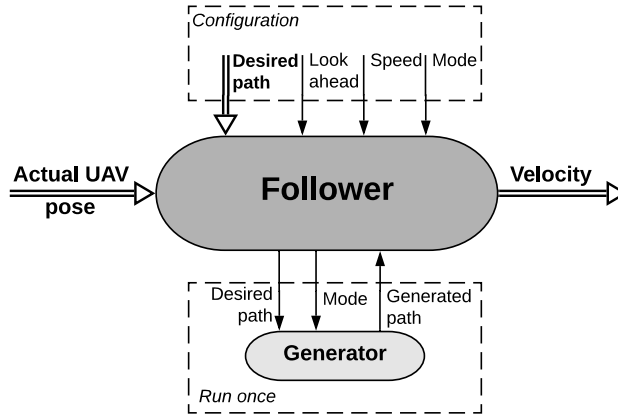 Configuration
Desired
path
Look
ahead
Speed
Mode
Actual UAV
pose
Follower
Velocity
Desired
path
Mode
Generated
path
Generator
Run once